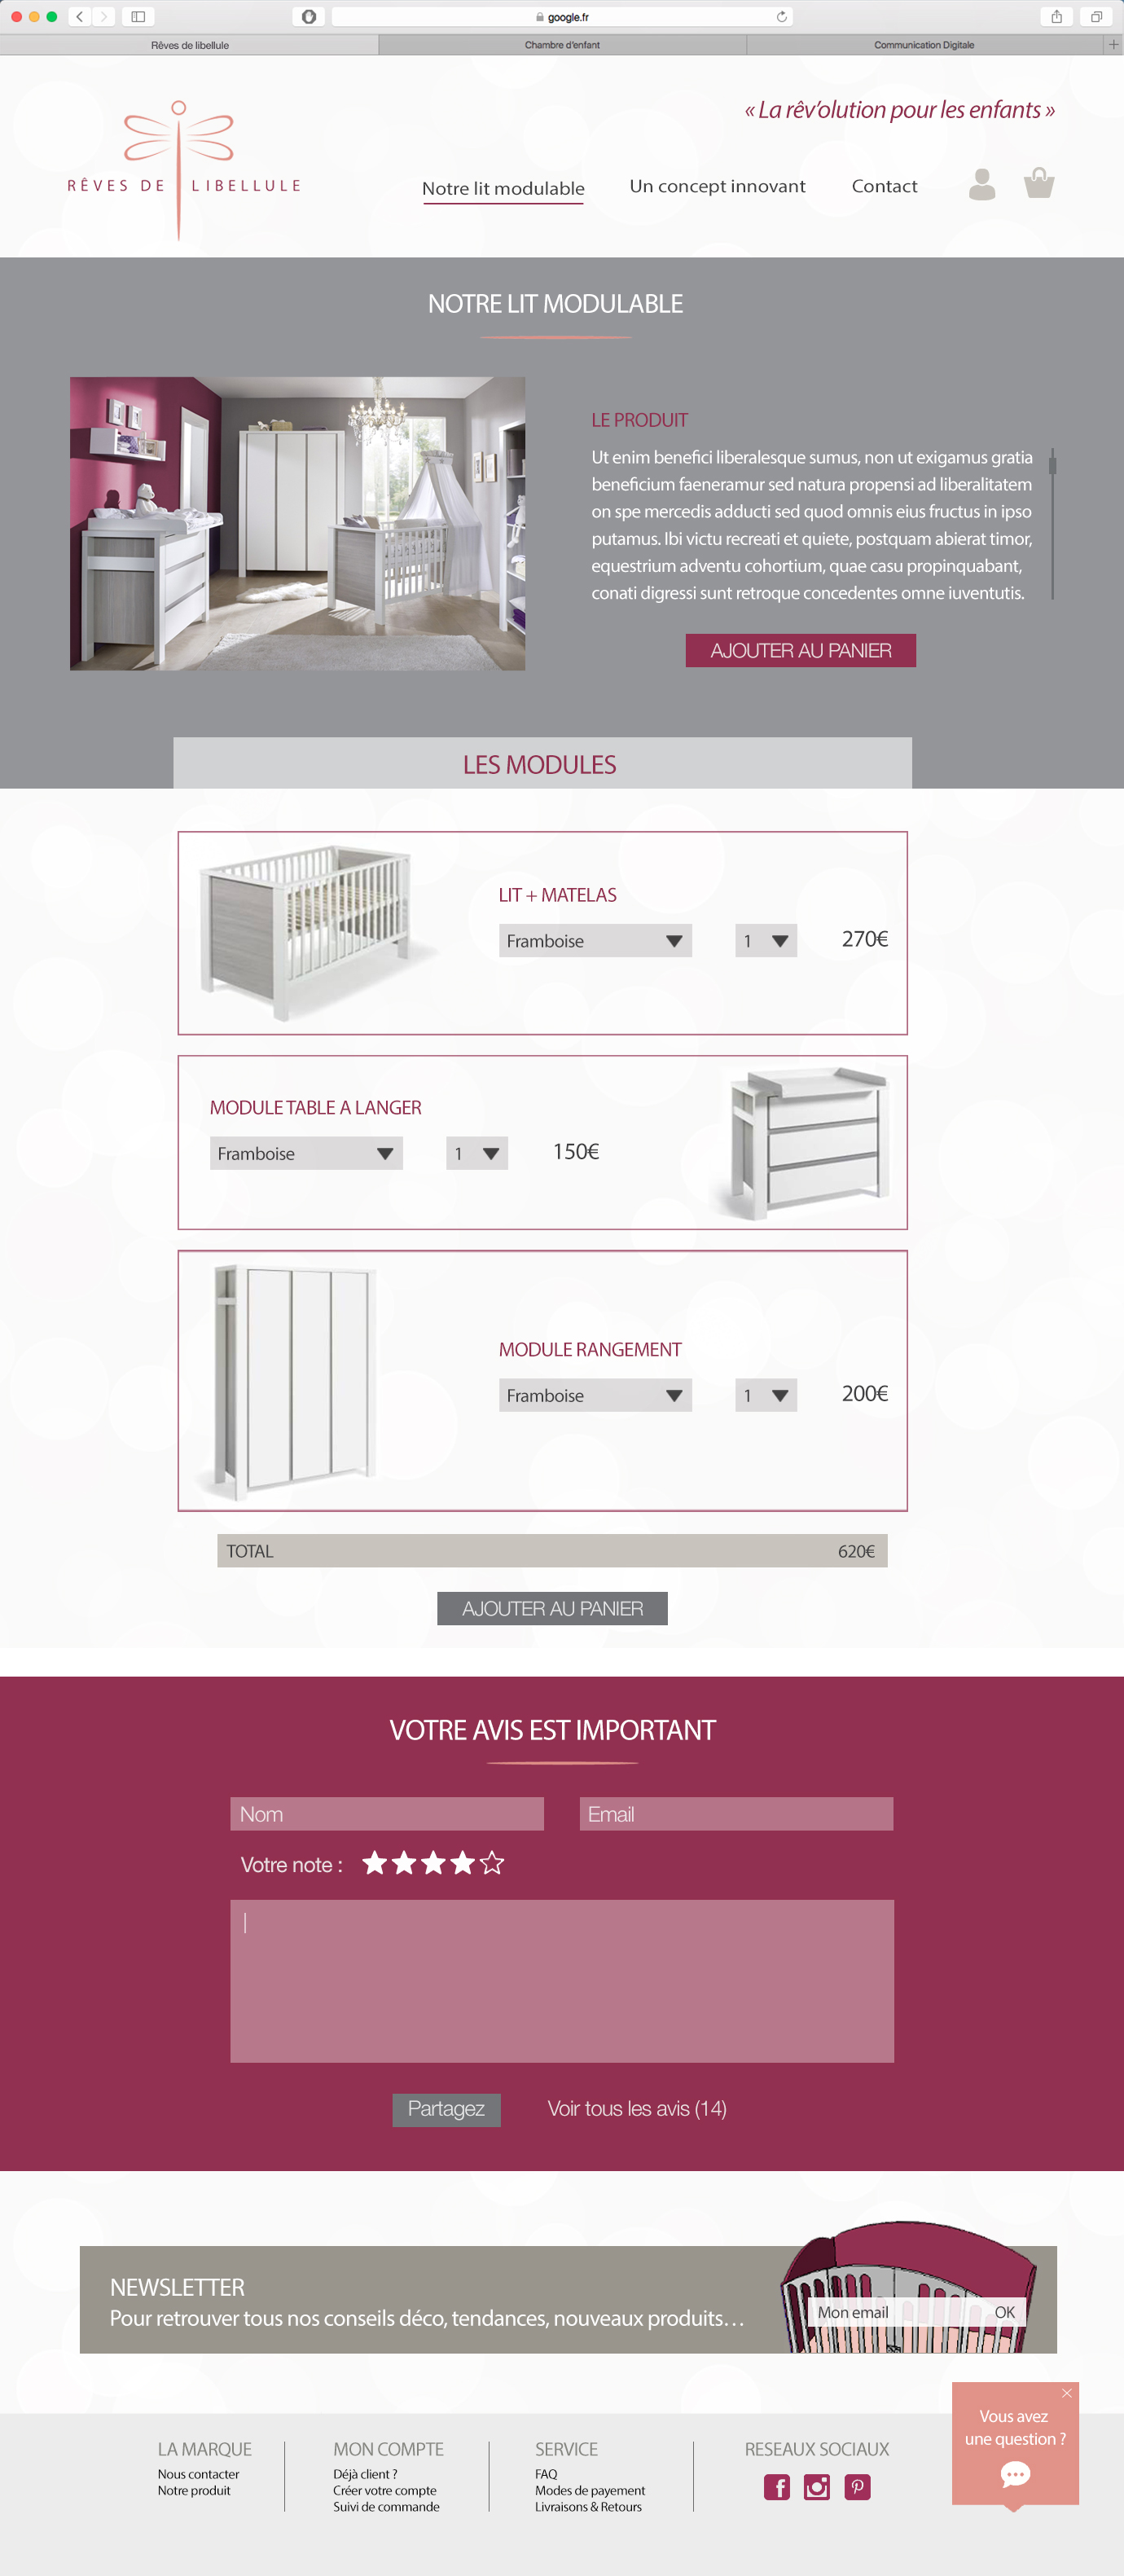 google.fr
Rêves de libellule
Chambre d'enfant
Communication Digitale
« La rêv'olution pour les enfants »
RÊVES DE LIBELLULE
Notre lit modulable
Un concept innovant
Contact
NOTRE LIT MODULABLE
LE PRODUIT
Ut enim benefici liberalesque sumus, non ut exigamus gratia
beneficium faeneramur sed natura propensi ad liberalitatem
on spe mercedis adducti sed quod omnis eius fructus in ipso
putamus. Ibi victu recreati et quiete, postquam abierat timor,
equestrium adventu cohortium, quae casu propinquabant,
conati digressi sunt retroque concedentes omne iuventutis.
AJOUTER AU PANIER
LES MODULES
LIT + MATELAS
Framboise 1 270€
MODULE TABLE A LANGER
Framboise 1 150€
MODULE RANGEMENT
Framboise 1 200€
TOTAL 620€
AJOUTER AU PANIER
VOTRE AVIS EST IMPORTANT
Nom
Email
Votre note :
Partagez
Voir tous les avis (14)
NEWSLETTER
Pour retrouver tous nos conseils déco, tendances, nouveaux produits…
Mon email OK
Vous avez
une question ?
LA MARQUE
Nous contacter
Notre produit
MON COMPTE
Déjà client ?
Créer votre compte
Suivi de commande
SERVICE
FAQ
Modes de payement
Livraisons & Retours
RESEAUX SOCIAUX